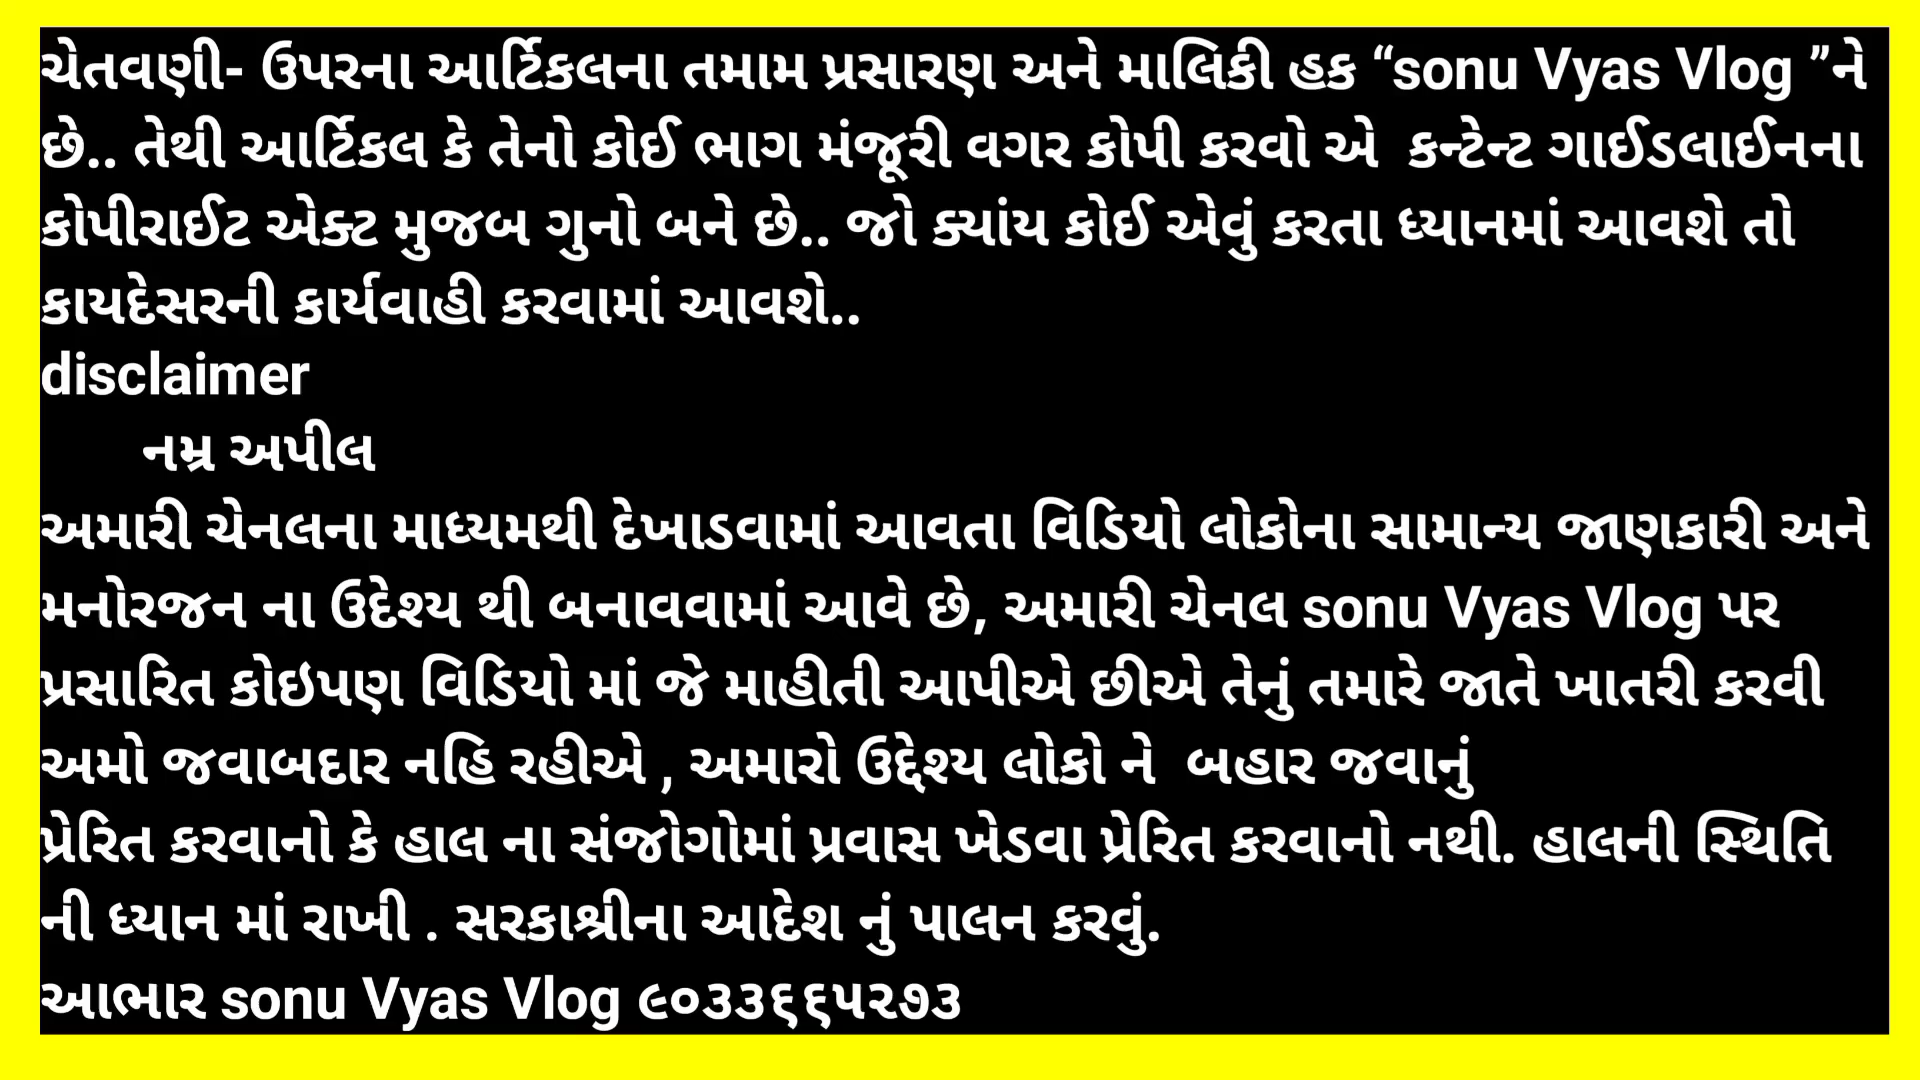 ચેતવણી- ઉપરના આર્ટિકલના તમામ પ્રસારણ અને માલિકી હક “sonu Vyas Vlog ”ને
છે.. તેથી આર્ટિકલ કે તેનો કોઈ ભાગ મંજૂરી વગર કોપી કરવો એ  કન્ટેન્ટ ગાઈડલાઈનના
કોપીરાઈટ એક્ટ મુજબ ગુનો બને છે.. જો ક્યાંય કોઈ એવું કરતા ધ્યાનમાં આવશે તો
કાયદેસરની કાર્યવાહી કરવામાં આવશે..
disclaimer
નમ્ર અપીલ
અમારી ચેનલના માધ્યમથી દેખાડવામાં આવતા વિડિયો લોકોના સામાન્ય જાણકારી અને
મનોરજન ના ઉદેશ્ય થી બનાવવામાં આવે છે, અમારી ચેનલ sonu Vyas Vlog પર
પ્રસારિત કોઇપણ વિડિયો માં જે માહીતી આપીએ છીએ તેનું તમારે જાતે ખાતરી કરવી
અમો જવાબદાર નહિ રહીએ , અમારો ઉદ્દેશ્ય લોકો ને  બહાર જવાનું
પ્રેરિત કરવાનો કે હાલ ના સંજોગોમાં પ્રવાસ ખેડવા પ્રેરિત કરવાનો નથી. હાલની સ્થિતિ
ની ધ્યાન માં રાખી . સરકાશ્રીના આદેશ નું પાલન કરવું.
આભાર sonu Vyas Vlog ૯૦૩૩૬૬૫૨૭૩